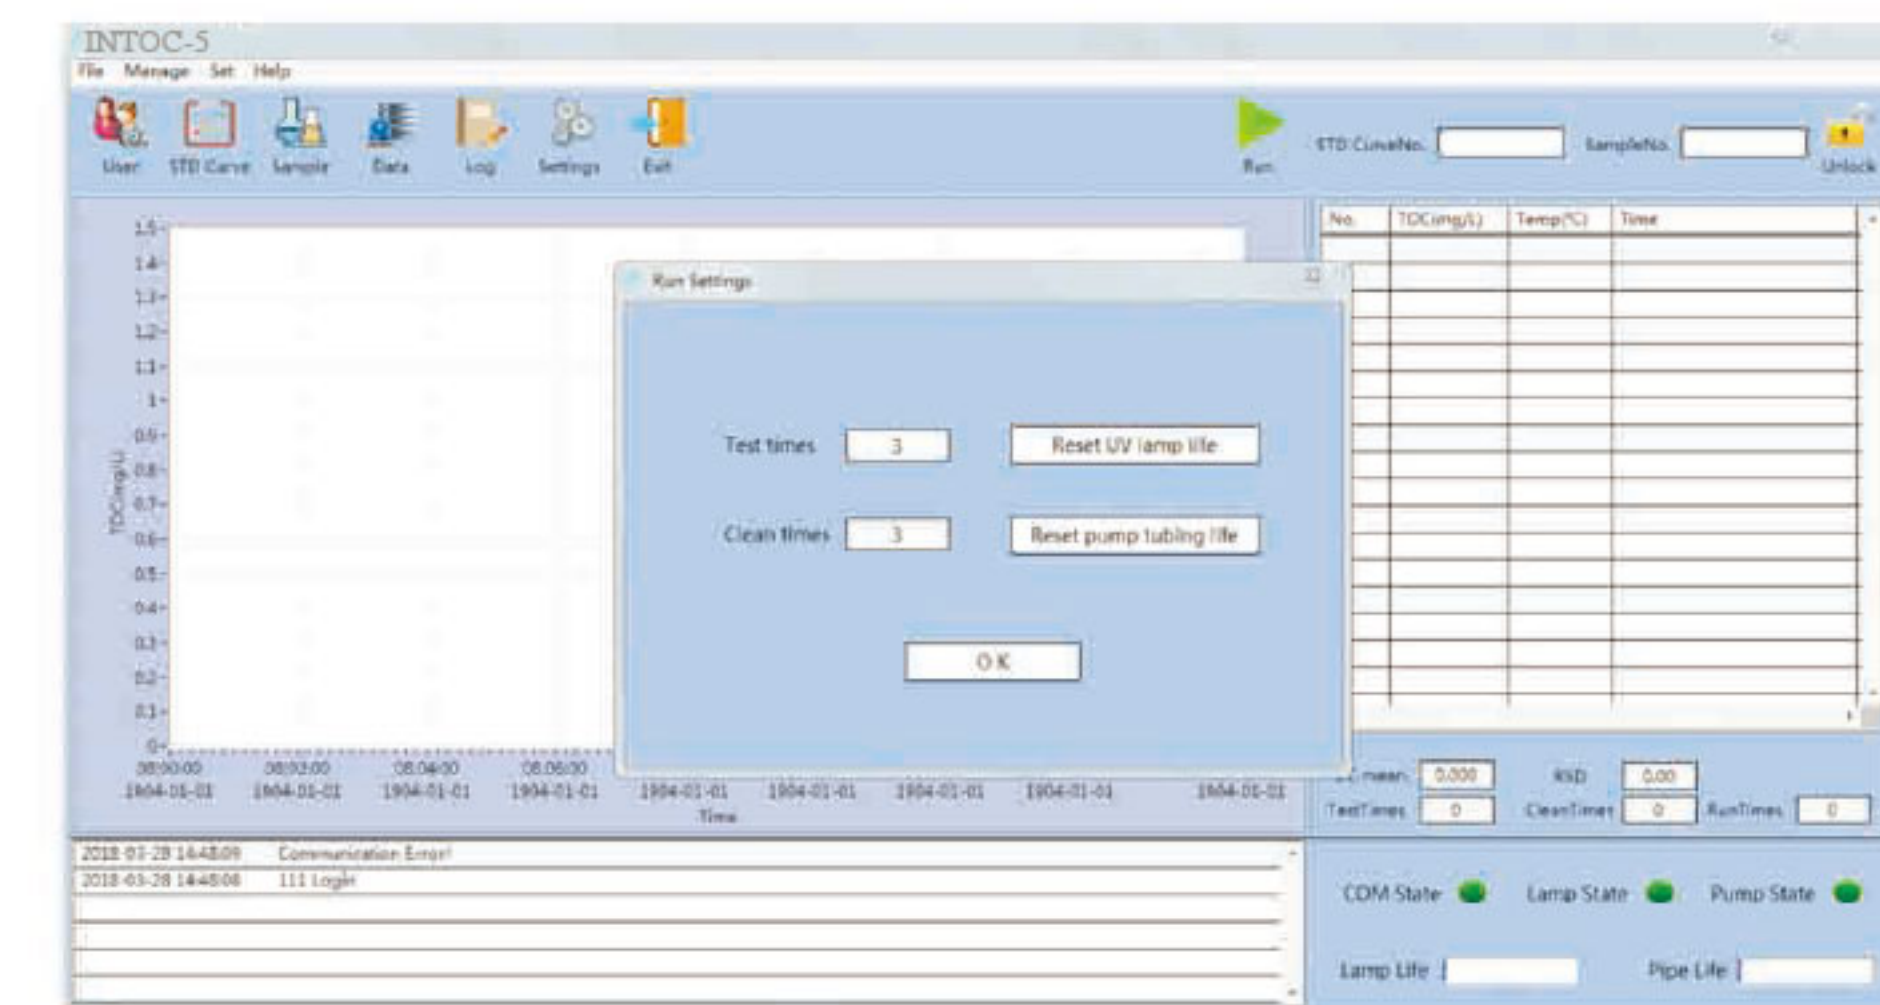 INTOC-5
File Manage Set Help
User STD Curve Sample Data Log Settings Exit
Run
STD CurveNo. SampleNo.
Unlock
No. TOC(mg/L) Temp(℃) Time
Run Settings
Test times 3 Reset UV lamp life
Clean times 3 Reset pump tubing life
OK
TOC(mg/L)
1.5
1.4
1.3
1.2
1.1
1
0.9
0.8
0.7
0.6
0.5
0.4
0.3
0.2
0.1
0
08:00:00 08:02:00 08:04:00 08:06:00
1904-01-01 1904-01-01 1904-01-01 1904-01-01 1904-01-01 1904-01-01 1904-01-01 1904-01-01 1904-01-01
Time
mean 0.000 RSD 0.00
TestTimes 0 CleanTimes 0 RunTimes 0
2018-03-28 14:48:09 Communication Error!
2018-03-28 14:48:08 111 Login
COM State Lamp State Pump State
Lamp Life Pipe Life